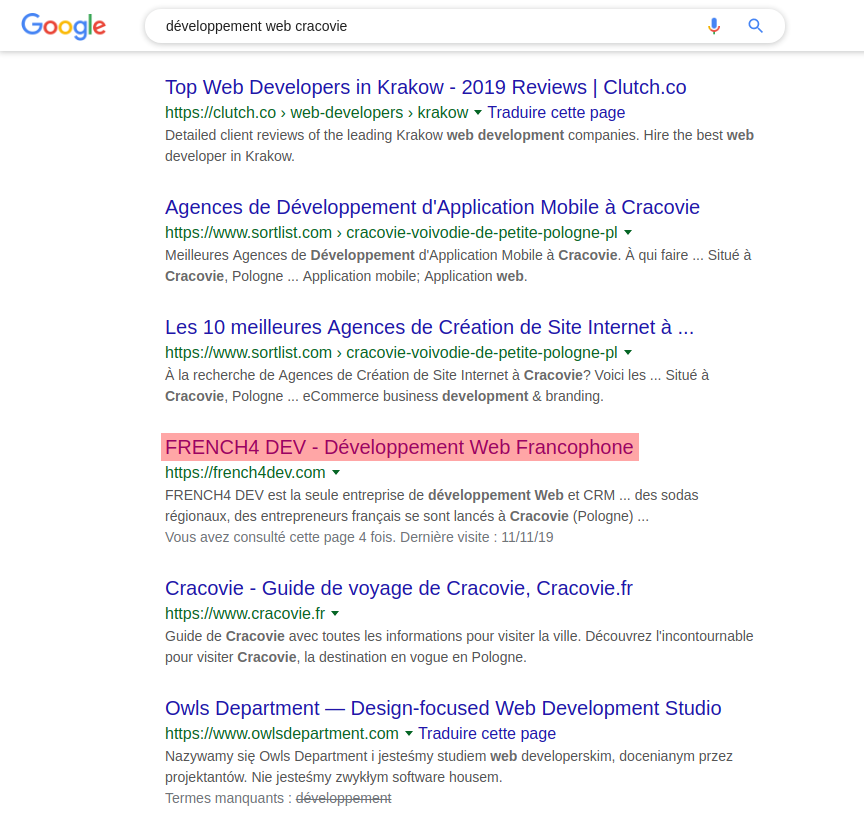 Google
développement web cracovie
Top Web Developers in Krakow - 2019 Reviews | Clutch.co
https://clutch.co › web-developers › krakow Traduire cette page
Detailed client reviews of the leading Krakow web development companies. Hire the best web
developer in Krakow.
Agences de Développement d'Application Mobile à Cracovie
https://www.sortlist.com › cracovie-voivodie-de-petite-pologne-pl
Meilleures Agences de Développement d'Application Mobile à Cracovie. À qui faire ... Situé à
Cracovie, Pologne ... Application mobile; Application web.
Les 10 meilleures Agences de Création de Site Internet à ...
https://www.sortlist.com › cracovie-voivodie-de-petite-pologne-pl
À la recherche de Agences de Création de Site Internet à Cracovie? Voici les ... Situé à
Cracovie, Pologne ... eCommerce business development & branding.
FRENCH4 DEV - Développement Web Francophone
https://french4dev.com
FRENCH4 DEV est la seule entreprise de développement Web et CRM ... des sodas
régionaux, des entrepreneurs français se sont lancés à Cracovie (Pologne) ...
Vous avez consulté cette page 4 fois. Dernière visite : 11/11/19
Cracovie - Guide de voyage de Cracovie, Cracovie.fr
https://www.cracovie.fr
Guide de Cracovie avec toutes les informations pour visiter la ville. Découvrez l'incontournable
pour visiter Cracovie, la destination en vogue en Pologne.
Owls Department — Design-focused Web Development Studio
https://www.owlsdepartment.com Traduire cette page
Nazywamy się Owls Department i jesteśmy studiem web developerskim, docenianym przez
projektantów. Nie jesteśmy zwykłym software housem.
Termes manquants : développement